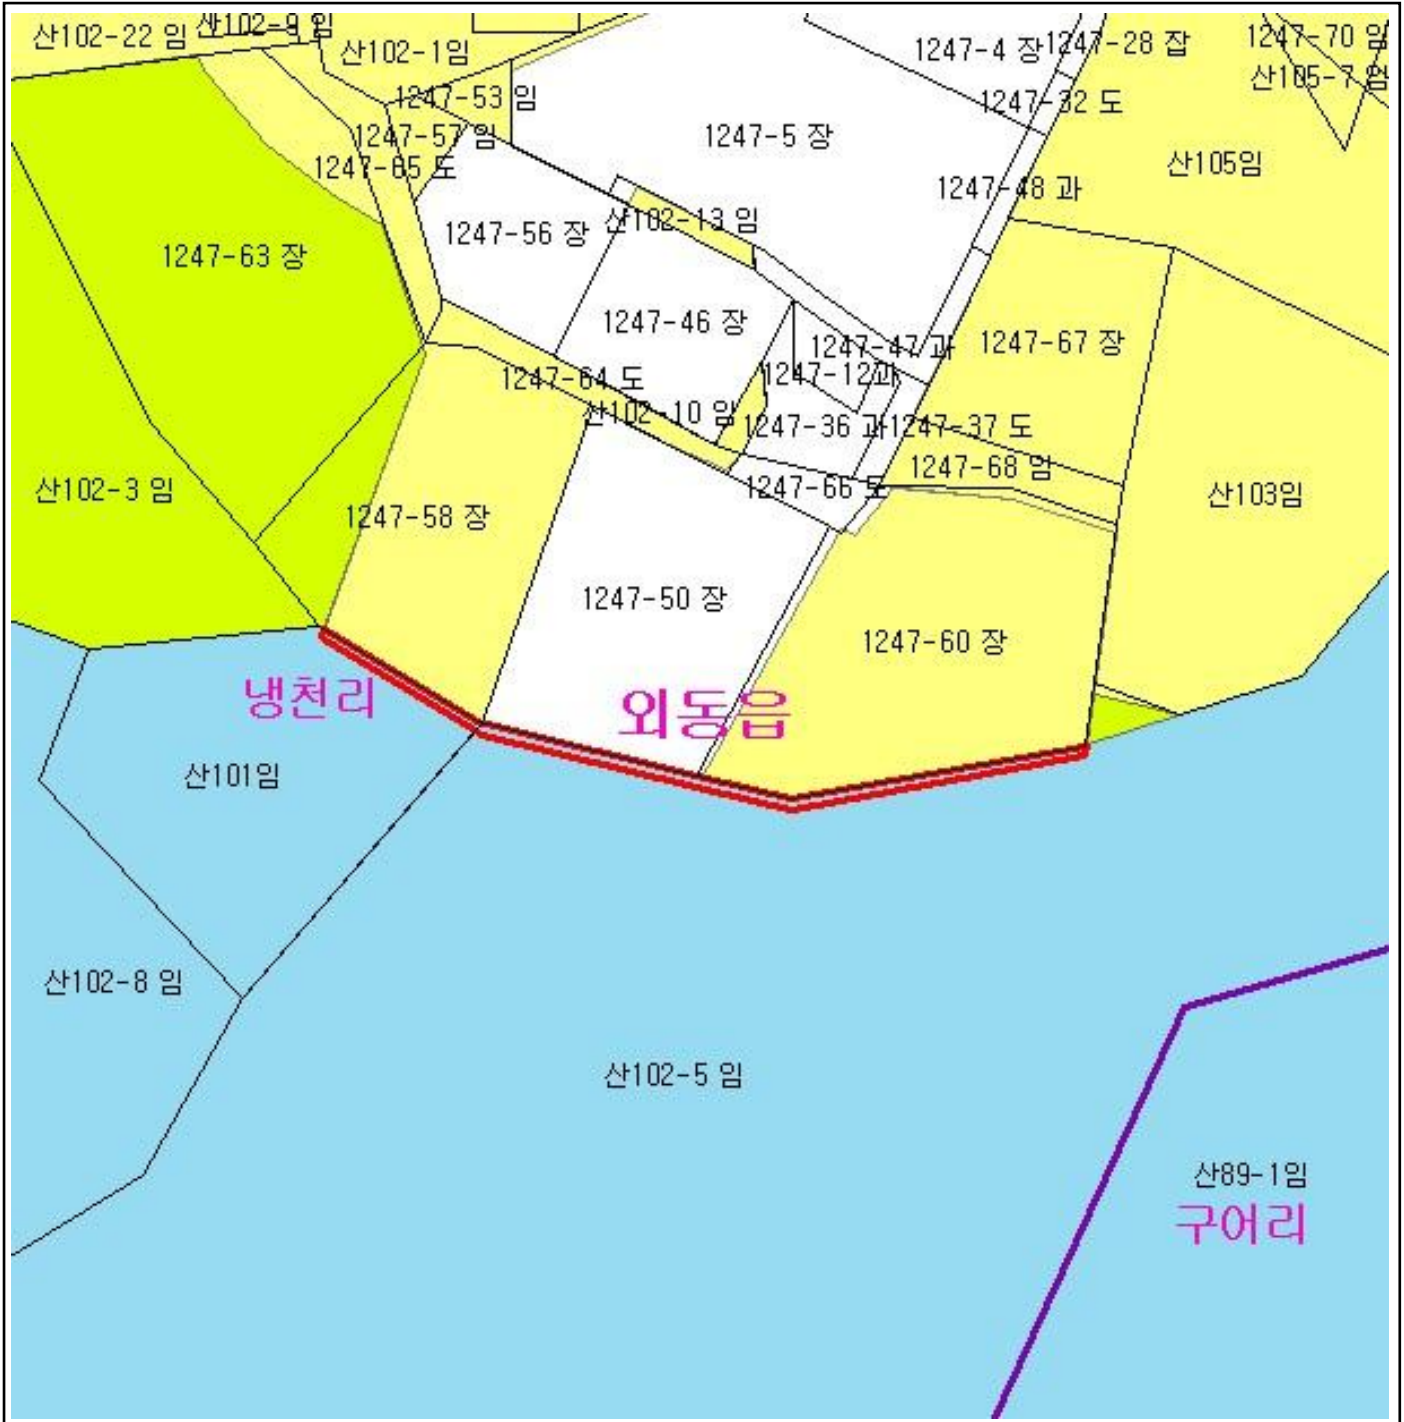 산102-22 임
산102-9 임
산102-1임
1247-4 장
1247-28 잡
1247-70 임
산105-7 임
1247-53 임
1247-32 도
1247-57 임
1247-5 장
1247-65 도
산105임
1247-48 과
산102-13 임
1247-56 장
1247-63 장
1247-46 장
1247-47 과
1247-67 장
1247-64 도
1247-12과
산102-10 임
1247-36 과
1247-37 도
1247-68 임
산102-3 임
1247-66 도
산103임
1247-58 장
1247-50 장
1247-60 장
냉천리
외동읍
산101임
산102-8 임
산102-5 임
산89-1임
구어리